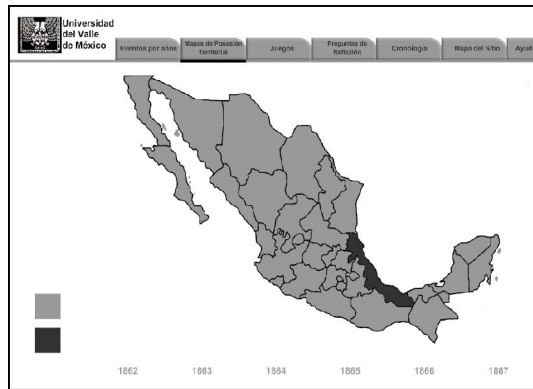 Universidad
del Valle
de México
Eventos por años
Mapas de Posesión
Territorial
Juegos
Preguntas de
Reflexión
Cronología
Mapa del Sitio
Ayud
1862 1863 1864 1865 1866 1867